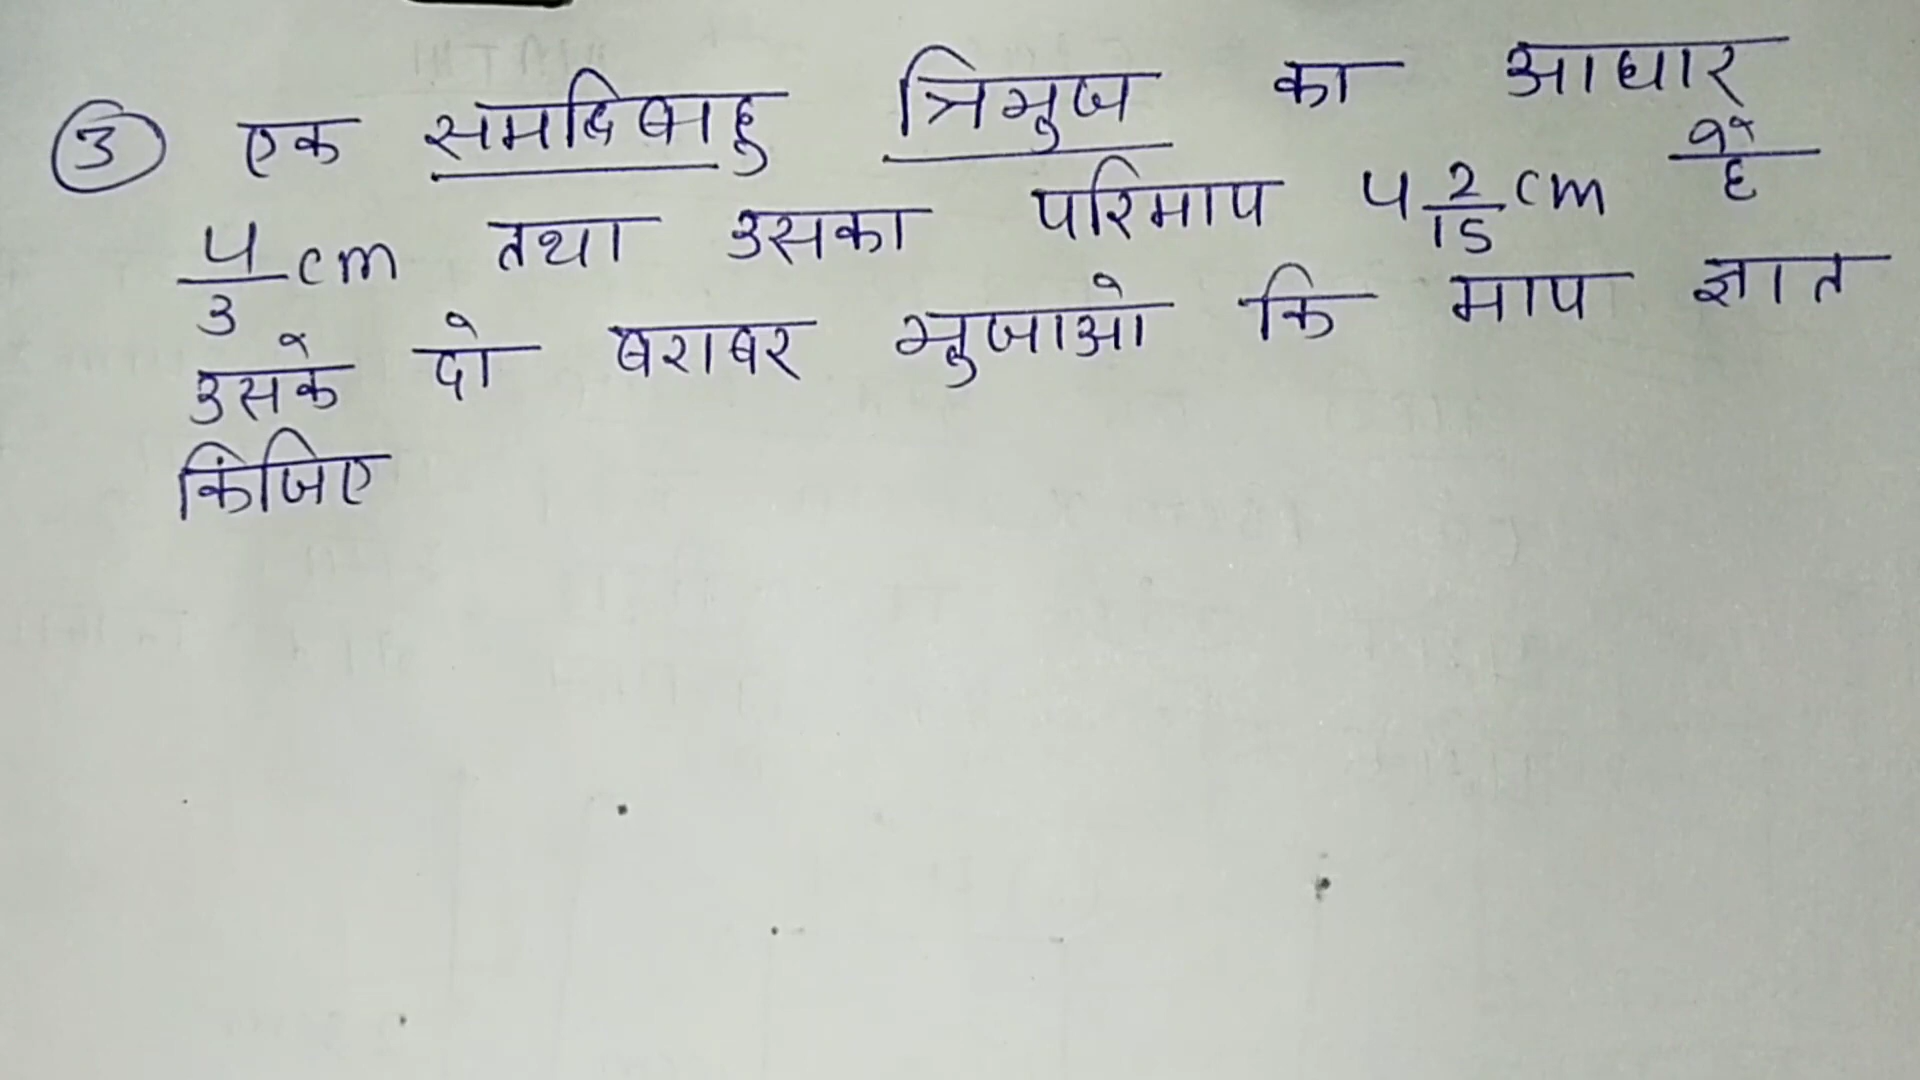 ③ एक समद्विबाहु त्रिभुज का आधार
4/3 cm तथा उसका परिमाप 4 2/15 cm है
उसके दो बराबर भुजाओ कि माप ज्ञात
किजिए